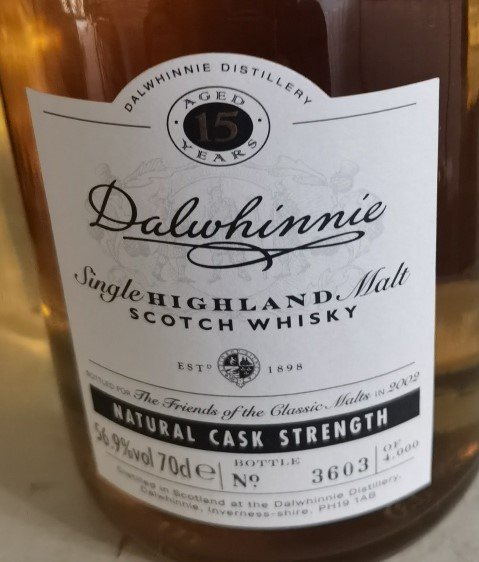 DALWHINNIE DISTILLERY
AGED
15
YEARS
Dalwhinnie
Single HIGHLAND Malt
SCOTCH WHISKY
ESTD 1898
BOTTLED FOR The Friends of the Classic Malts IN 2002
NATURAL CASK STRENGTH
56.9%vol 70cl e BOTTLE No. 3603 OF 4,000
Distilled in Scotland at the Dalwhinnie Distillery,
Dalwhinnie, Inverness-shire, PH19 1AB